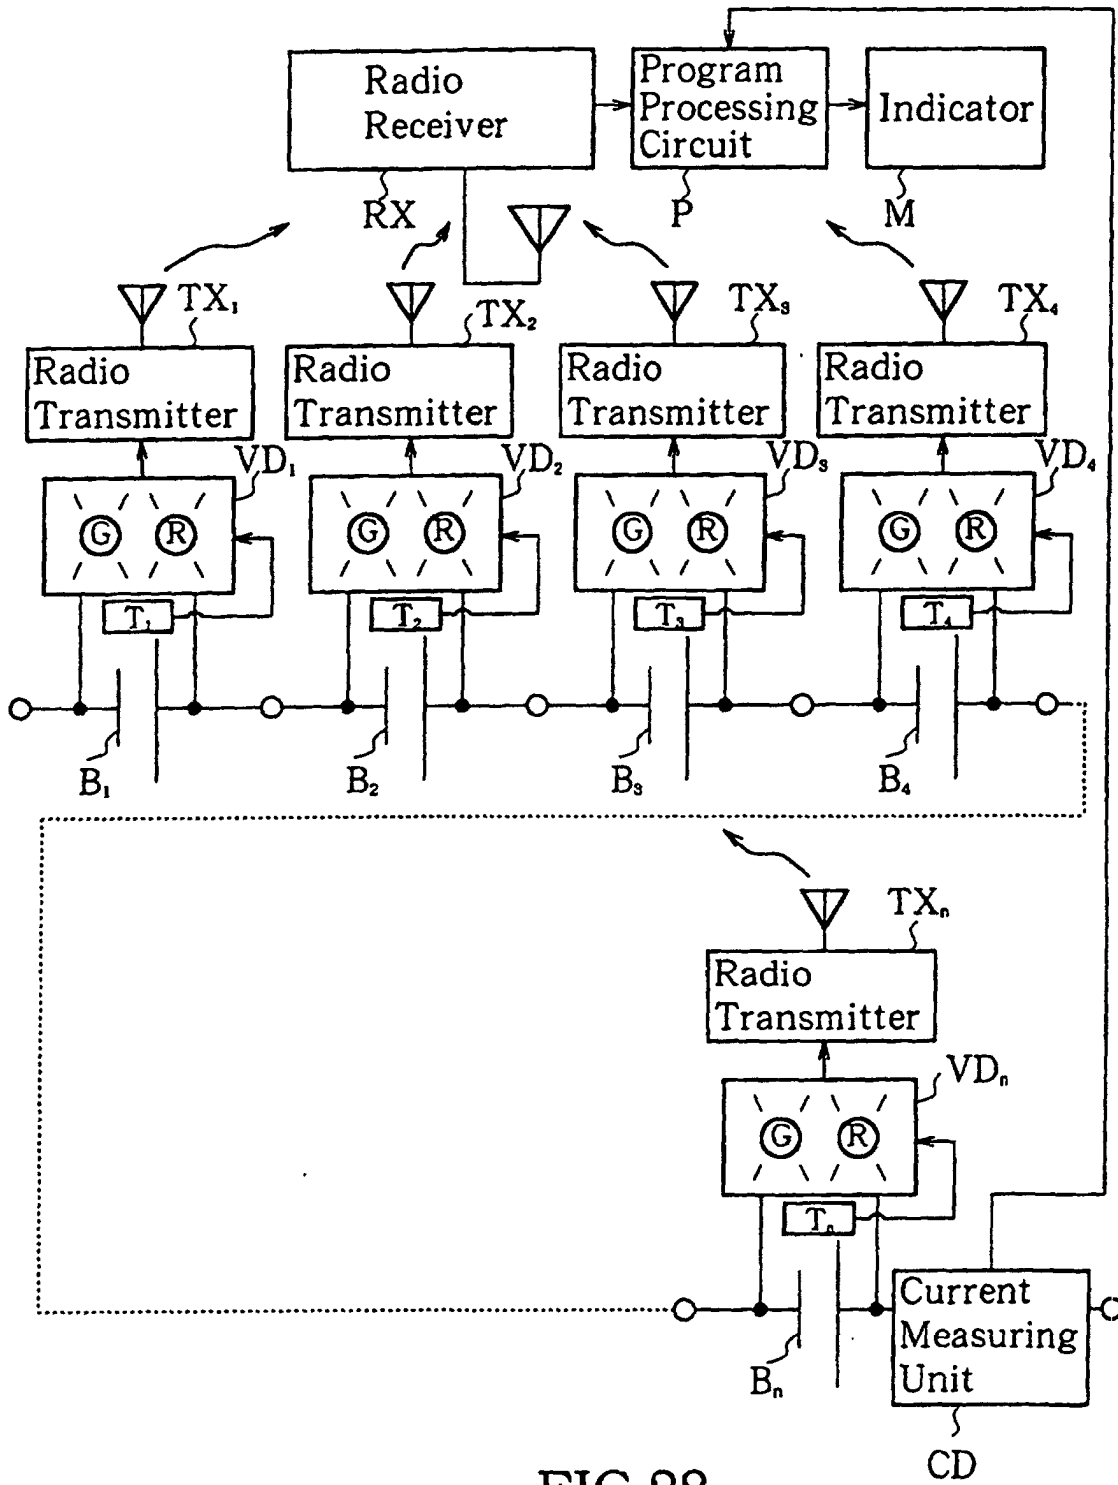 Radio
Receiver
Program
Processing
Circuit
Indicator
RX
P
M
TX₁
TX₂
TX₃
TX₄
Radio
Transmitter
Radio
Transmitter
Radio
Transmitter
Radio
Transmitter
VD₁
VD₂
VD₃
VD₄
G R
G R
G R
G R
T₁
T₂
T₃
T₄
B₁
B₂
B₃
B₄
TXₙ
Radio
Transmitter
VDₙ
G R
Tₙ
Current
Measuring
Unit
Bₙ
CD